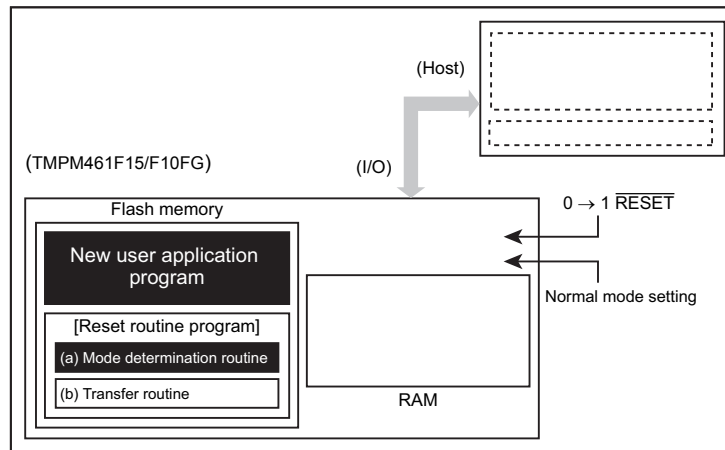 (Host)
(TMPM461F15/F10FG)
(I/O)
Flash memory
0 → 1 RESET
New user application
program
Normal mode setting
[Reset routine program]
(a) Mode determination routine
(b) Transfer routine
RAM